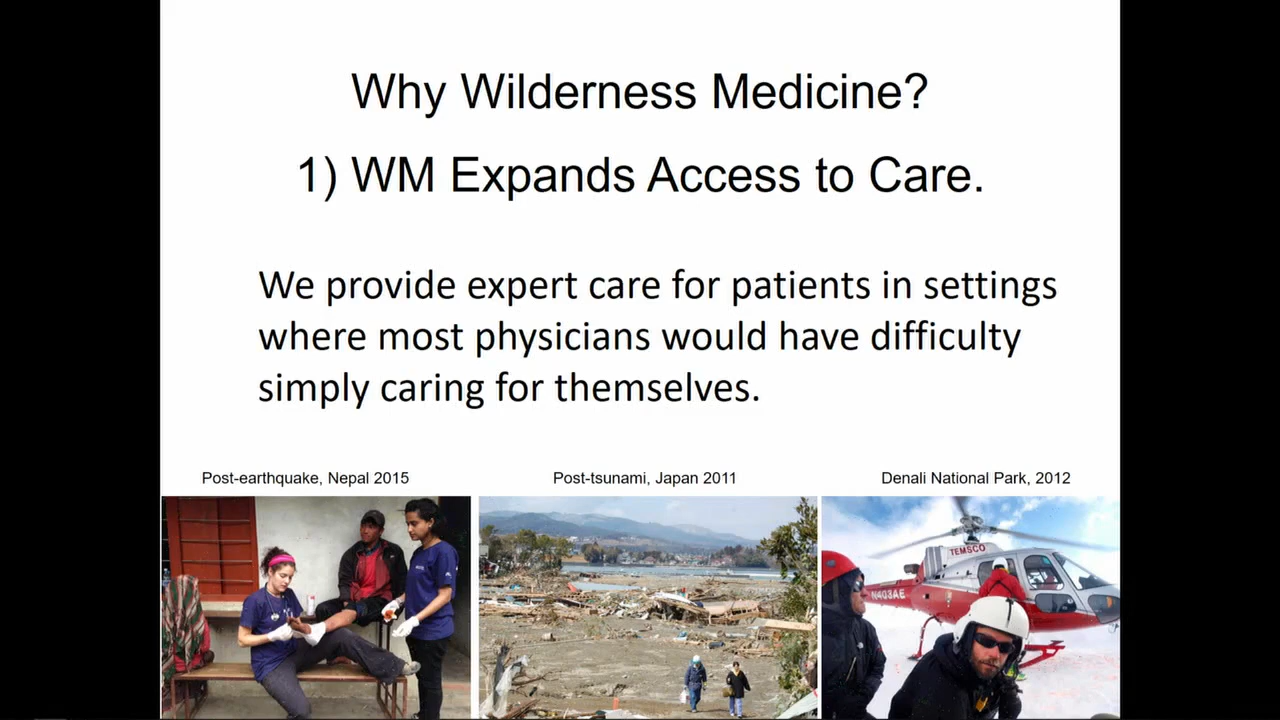 Why Wilderness Medicine?
1) WM Expands Access to Care.
We provide expert care for patients in settings
where most physicians would have difficulty
simply caring for themselves.
Post-earthquake, Nepal 2015
Post-tsunami, Japan 2011
Denali National Park, 2012
TEMSCO
N403AE